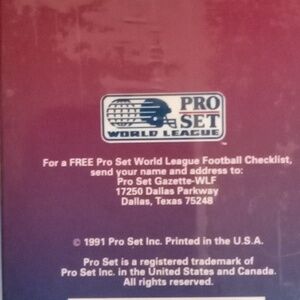 PRO
SET
WORLD LEAGUE
For a FREE Pro Set World League Football Checklist,
send your name and address to:
Pro Set Gazette-WLF
17250 Dallas Parkway
Dallas, Texas 75248
© 1991 Pro Set Inc. Printed in the U.S.A.
Pro Set is a registered trademark of
Pro Set Inc. in the United States and Canada.
All rights reserved.